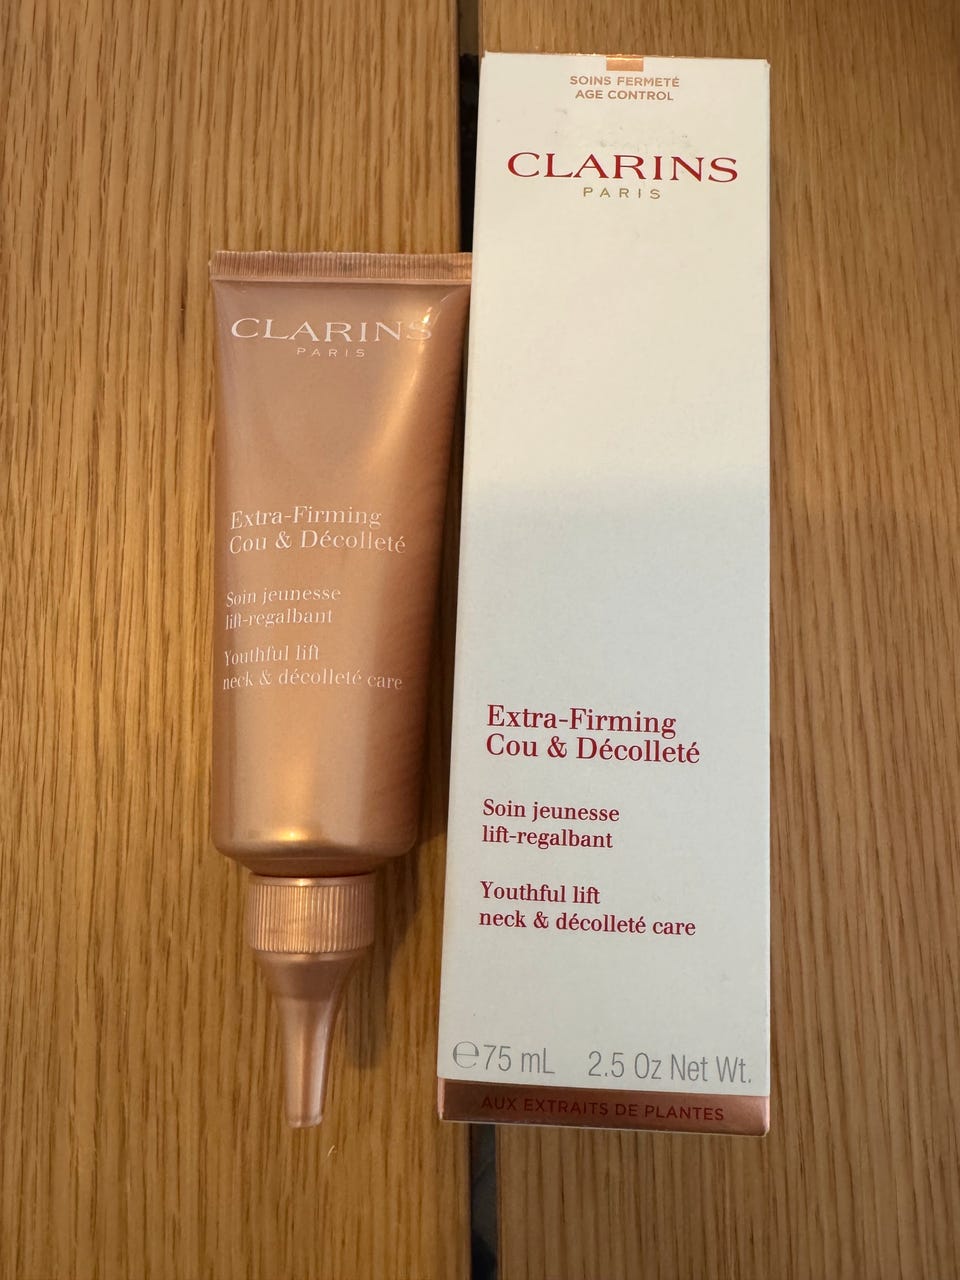 CLARINS
PARIS
Extra-Firming
Cou & Décolleté
Soin jeunesse
lift-regalbant
Youthful lift
neck & décolleté care
SOINS FERMETÉ
AGE CONTROL
CLARINS
PARIS
Extra-Firming
Cou & Décolleté
Soin jeunesse
lift-regalbant
Youthful lift
neck & décolleté care
℮75 mL 2.5 Oz Net Wt.
AUX EXTRAITS DE PLANTES